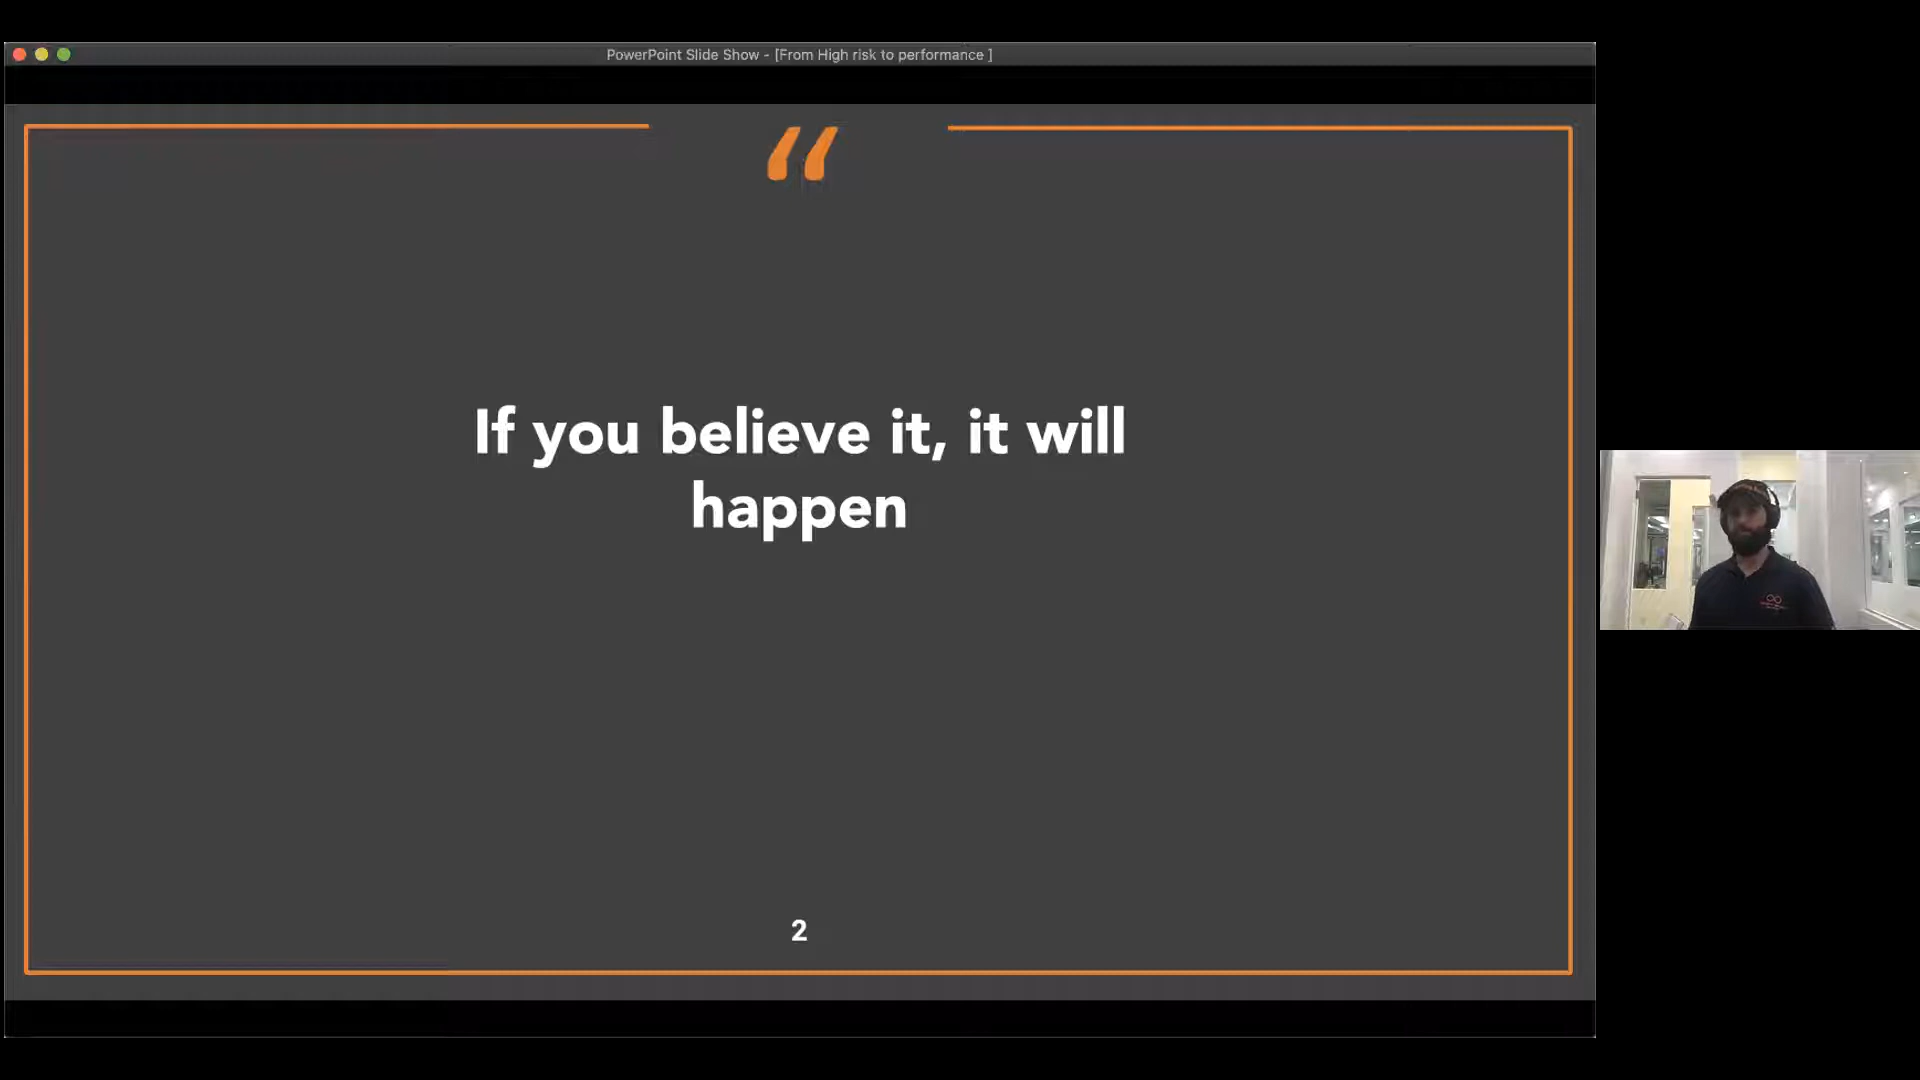 PowerPoint Slide Show - [From High risk to performance ]
“
If you believe it, it will
happen
2